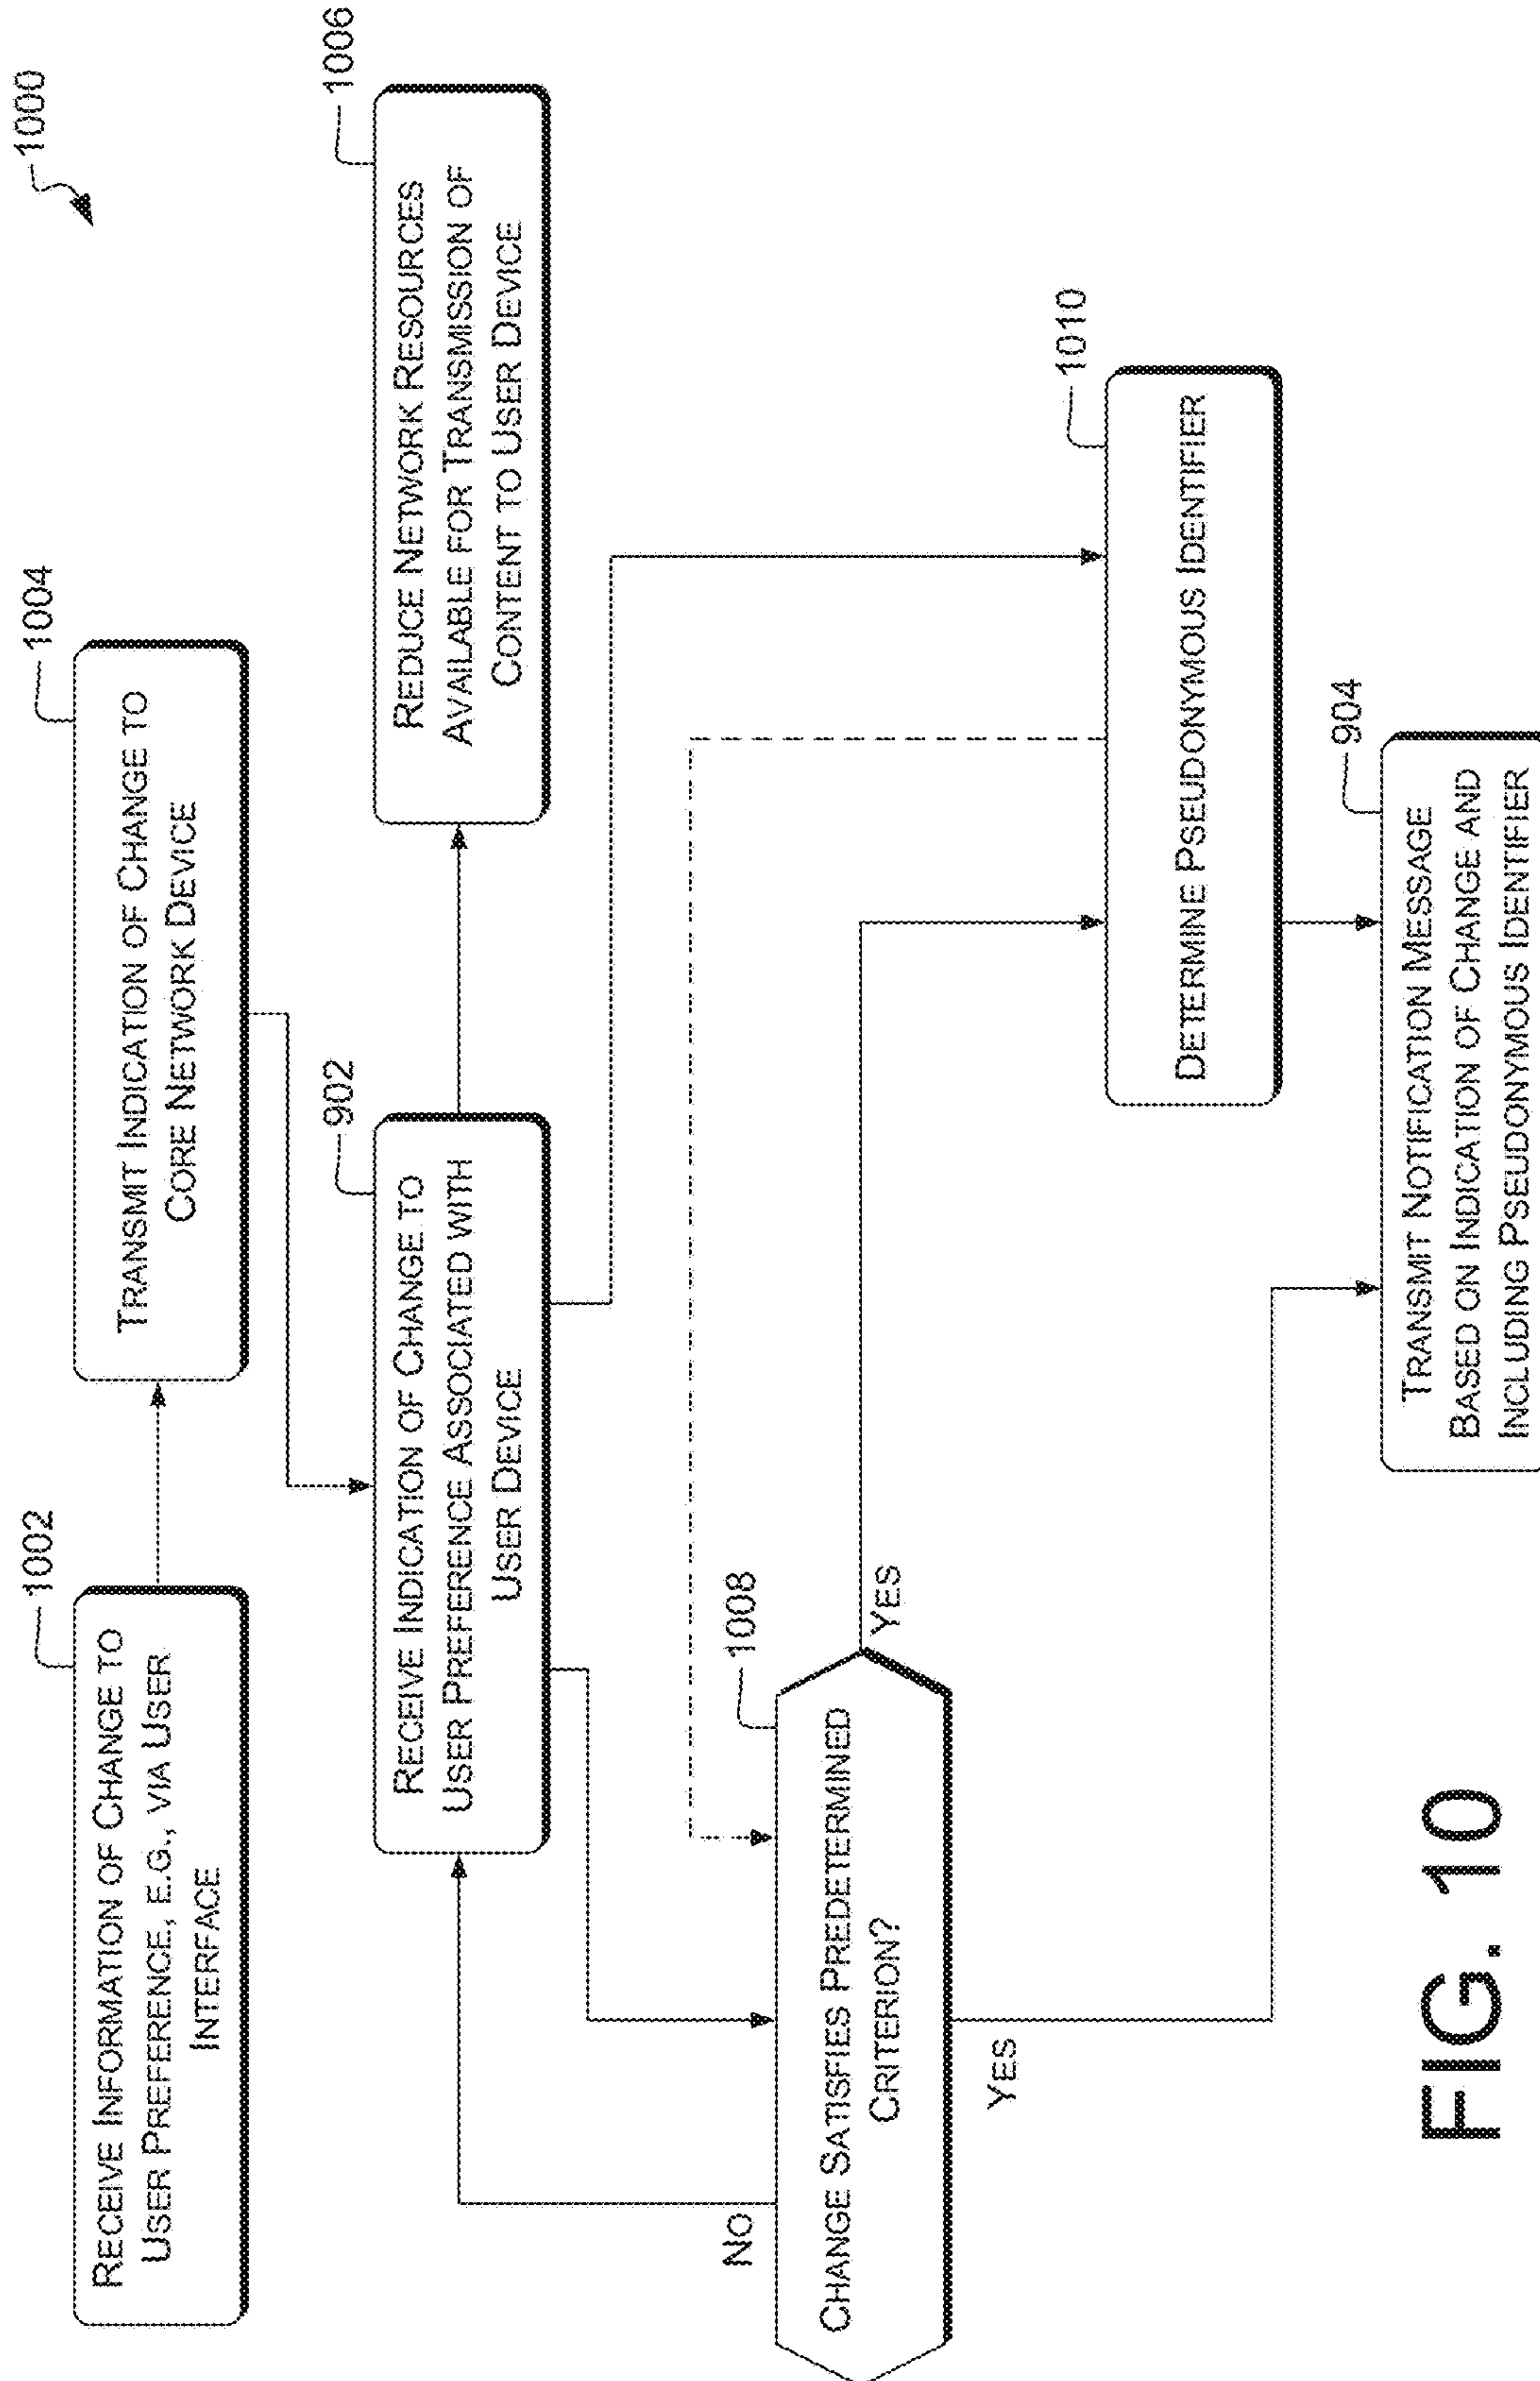 1000
1002
RECEIVE INFORMATION OF CHANGE TO
USER PREFERENCE, E.G., VIA USER
INTERFACE
1004
TRANSMIT INDICATION OF CHANGE TO
CORE NETWORK DEVICE
902
RECEIVE INDICATION OF CHANGE TO
USER PREFERENCE ASSOCIATED WITH
USER DEVICE
1006
REDUCE NETWORK RESOURCES
AVAILABLE FOR TRANSMISSION OF
CONTENT TO USER DEVICE
NO
1008
CHANGE SATISFIES PREDETERMINED
CRITERION?
YES
YES
1010
DETERMINE PSEUDONYMOUS IDENTIFIER
904
TRANSMIT NOTIFICATION MESSAGE
BASED ON INDICATION OF CHANGE AND
INCLUDING PSEUDONYMOUS IDENTIFIER
FIG. 10